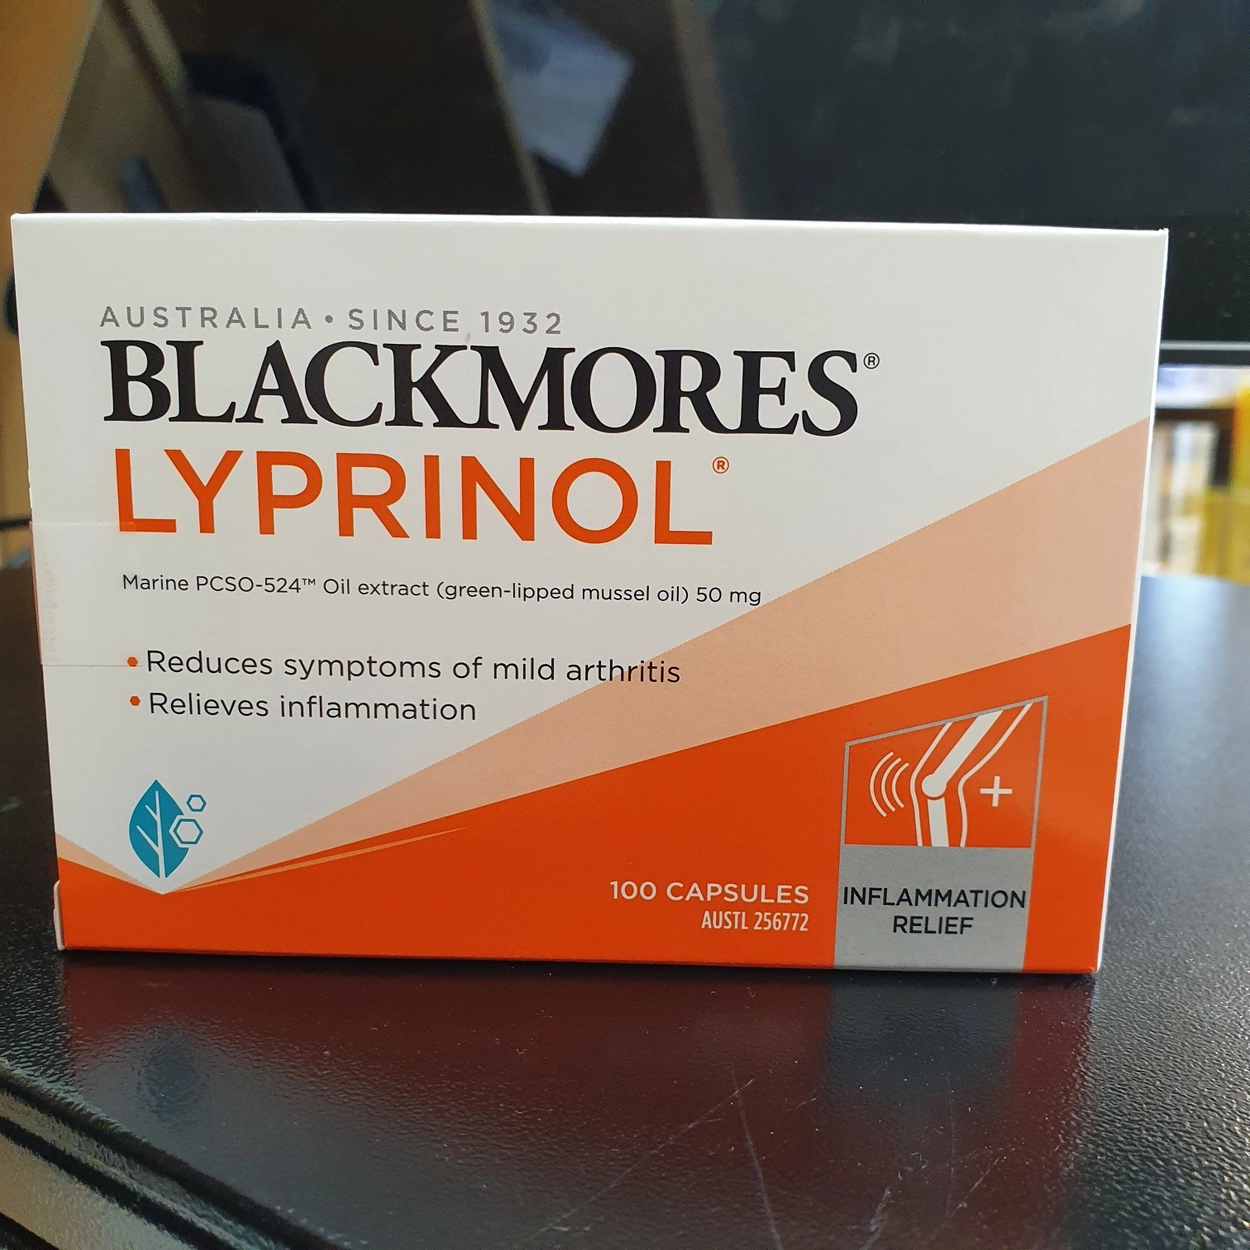 AUSTRALIA • SINCE 1932
BLACKMORES®
LYPRINOL®
Marine PCSO-524™ Oil extract (green-lipped mussel oil) 50 mg
• Reduces symptoms of mild arthritis
• Relieves inflammation
100 CAPSULES
AUSTL 256772
INFLAMMATION
RELIEF